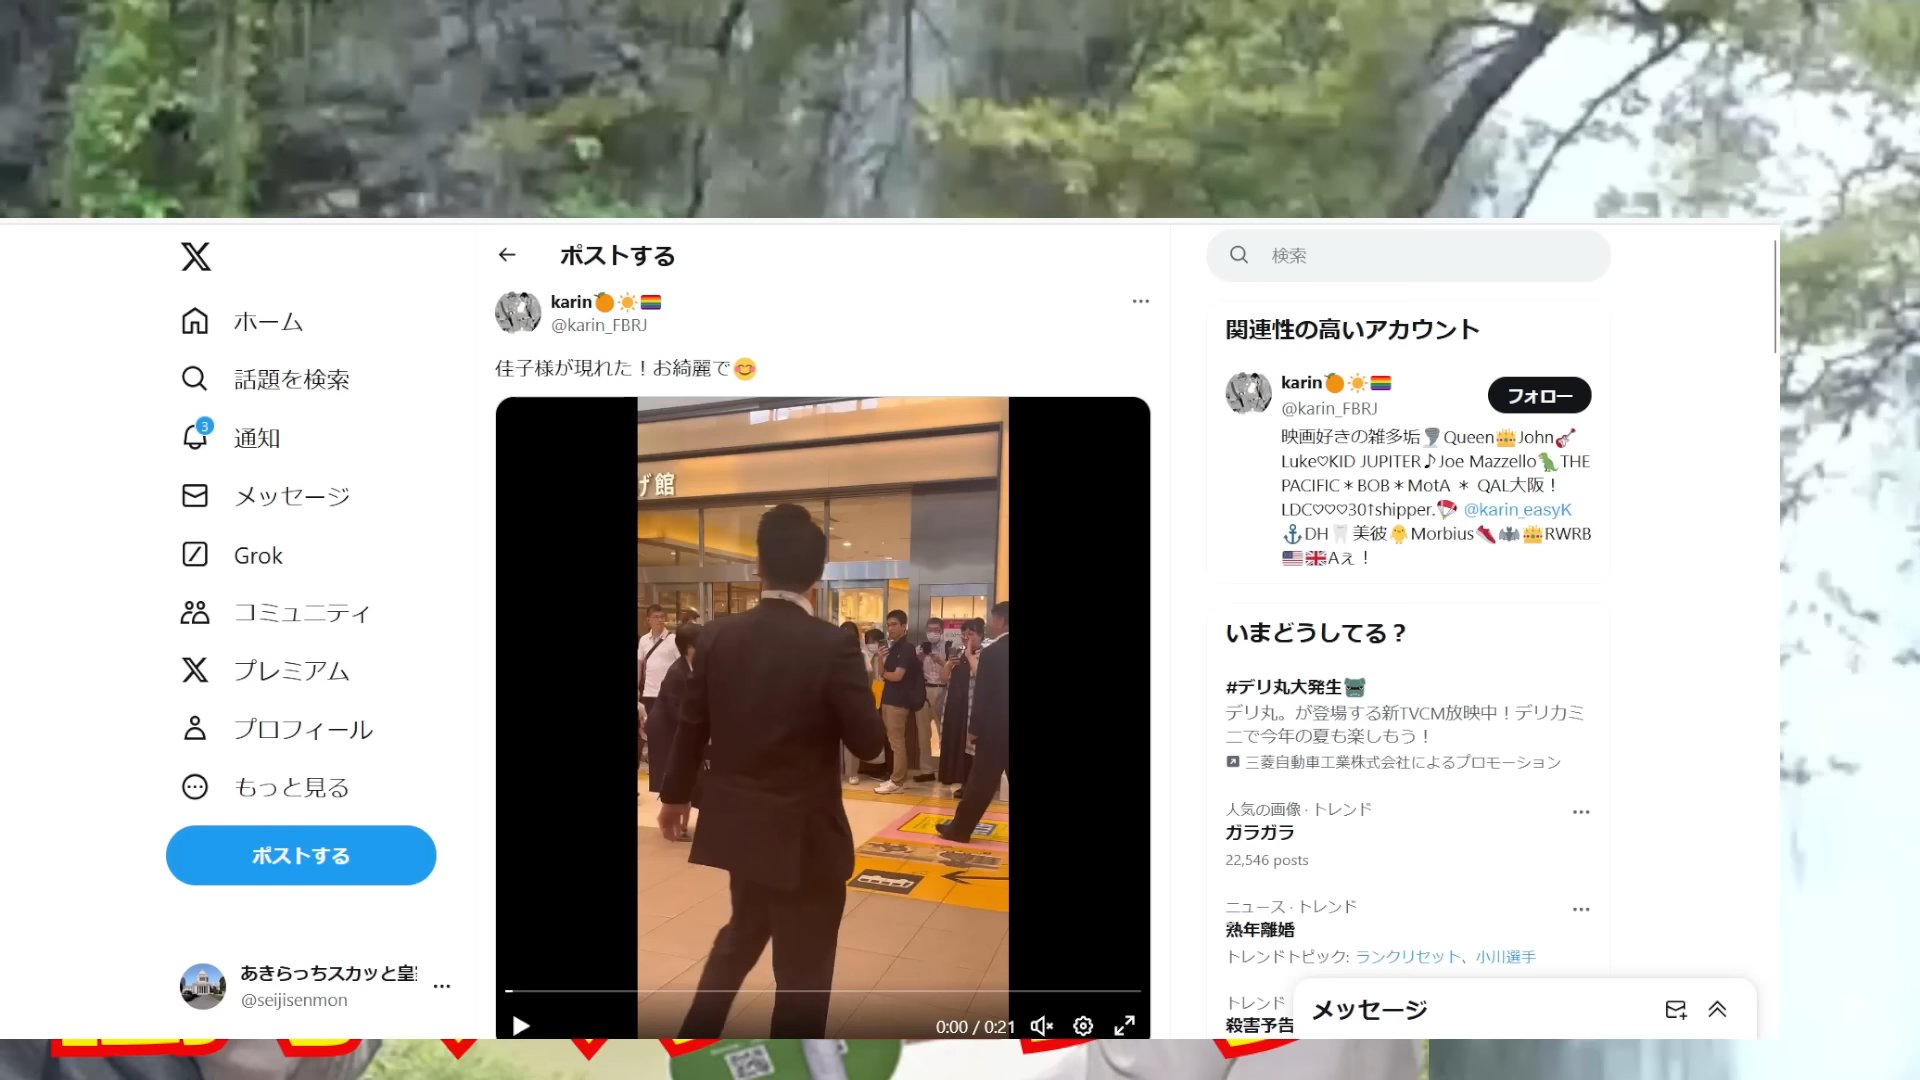 ホーム
話題を検索
3
通知
メッセージ
Grok
コミュニティ
プレミアム
プロフィール
もっと見る
ポストする
あきらっちスカッと皇
@seijisenmon
ポストする
karin🍊☀️🏳️‍🌈
@karin_FBRJ
佳子様が現れた！お綺麗で😊
げ館
0:00 / 0:21
検索
関連性の高いアカウント
karin🍊☀️🏳️‍🌈
@karin_FBRJ
フォロー
映画好きの雑多垢🌪️Queen👑John🎸
Luke♡KID JUPITER♪Joe Mazzello🦖THE
PACIFIC＊BOB＊MotA ＊ QAL大阪！
LDC♡♡♡30↑shipper.🪂 @karin_easyK
⚓DH🦷美彼🐥Morbius👠🦇👑RWRB
🇺🇸🇬🇧Aぇ！
いまどうしてる？
#デリ丸大発生
デリ丸。が登場する新TVCM放映中！デリカミ
ニで今年の夏も楽しもう！
三菱自動車工業株式会社によるプロモーション
人気の画像 · トレンド
ガラガラ
22,546 posts
ニュース · トレンド
熟年離婚
トレンドトピック: ランクリセット、小川選手
トレンド
殺害予告
メッセージ